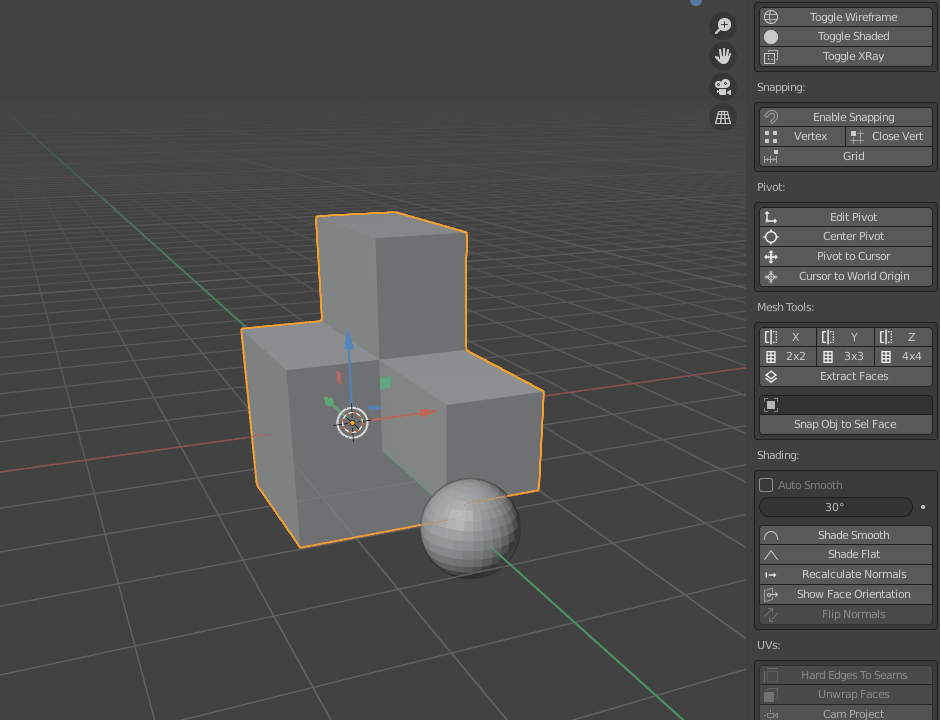 Toggle Wireframe
Toggle Shaded
Toggle XRay
Snapping:
Enable Snapping
Vertex Close Vert
Grid
Pivot:
Edit Pivot
Center Pivot
Pivot to Cursor
Cursor to World Origin
Mesh Tools:
X Y Z
2x2 3x3 4x4
Extract Faces
Snap Obj to Sel Face
Shading:
Auto Smooth
30°
Shade Smooth
Shade Flat
Recalculate Normals
Show Face Orientation
Flip Normals
UVs:
Hard Edges To Seams
Unwrap Faces
Cam Project